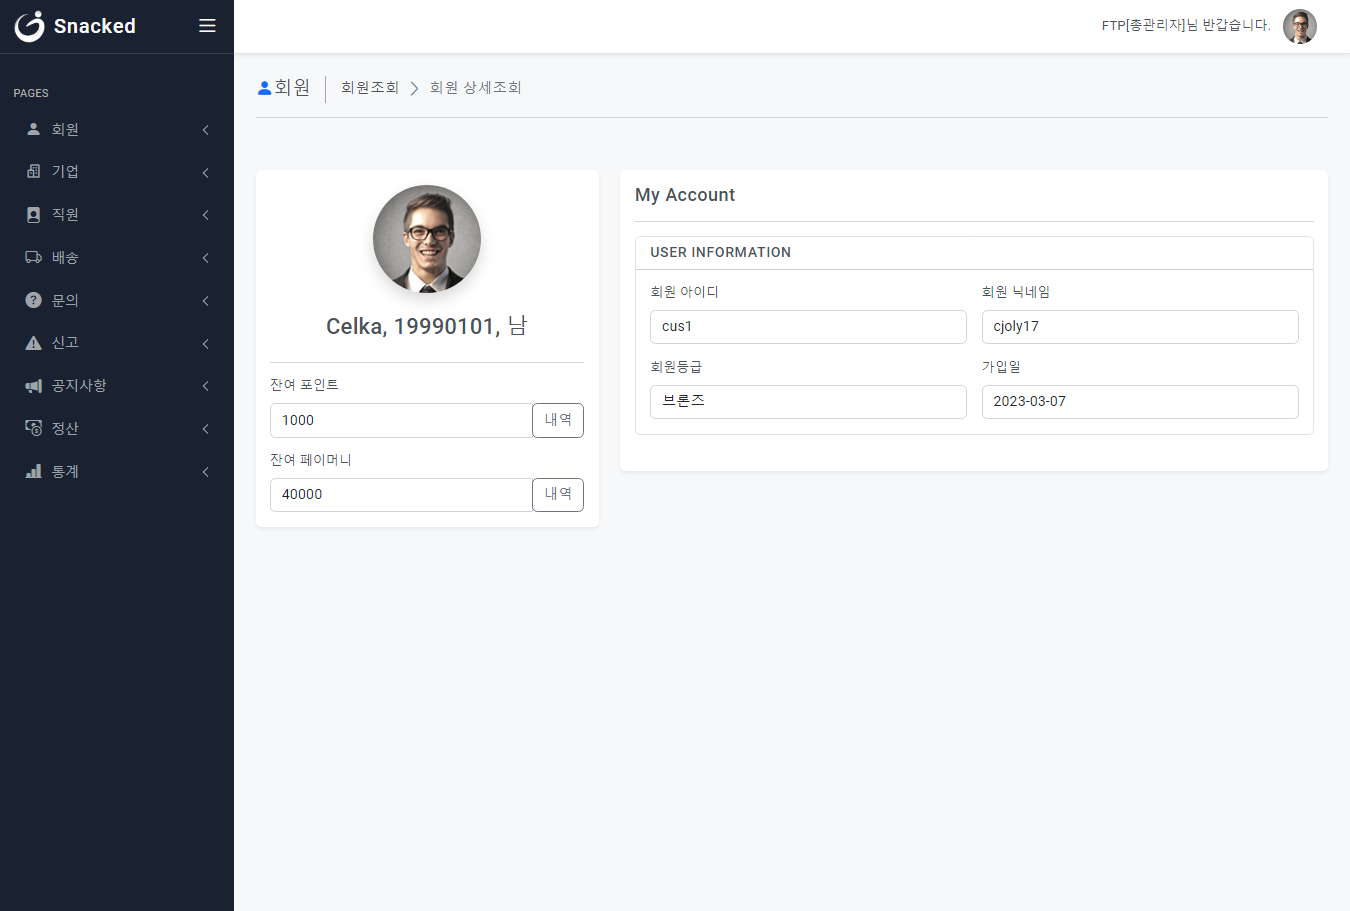 Snacked
FTP[총관리자]님 반갑습니다.
PAGES
회원
기업
직원
배송
문의
신고
공지사항
정산
통계
회원
회원조회 > 회원 상세조회
Celka, 19990101, 남
잔여 포인트
1000 내역
잔여 페이머니
40000 내역
My Account
USER INFORMATION
회원 아이디 회원 닉네임
cus1 cjoly17
회원등급 가입일
브론즈 2023-03-07